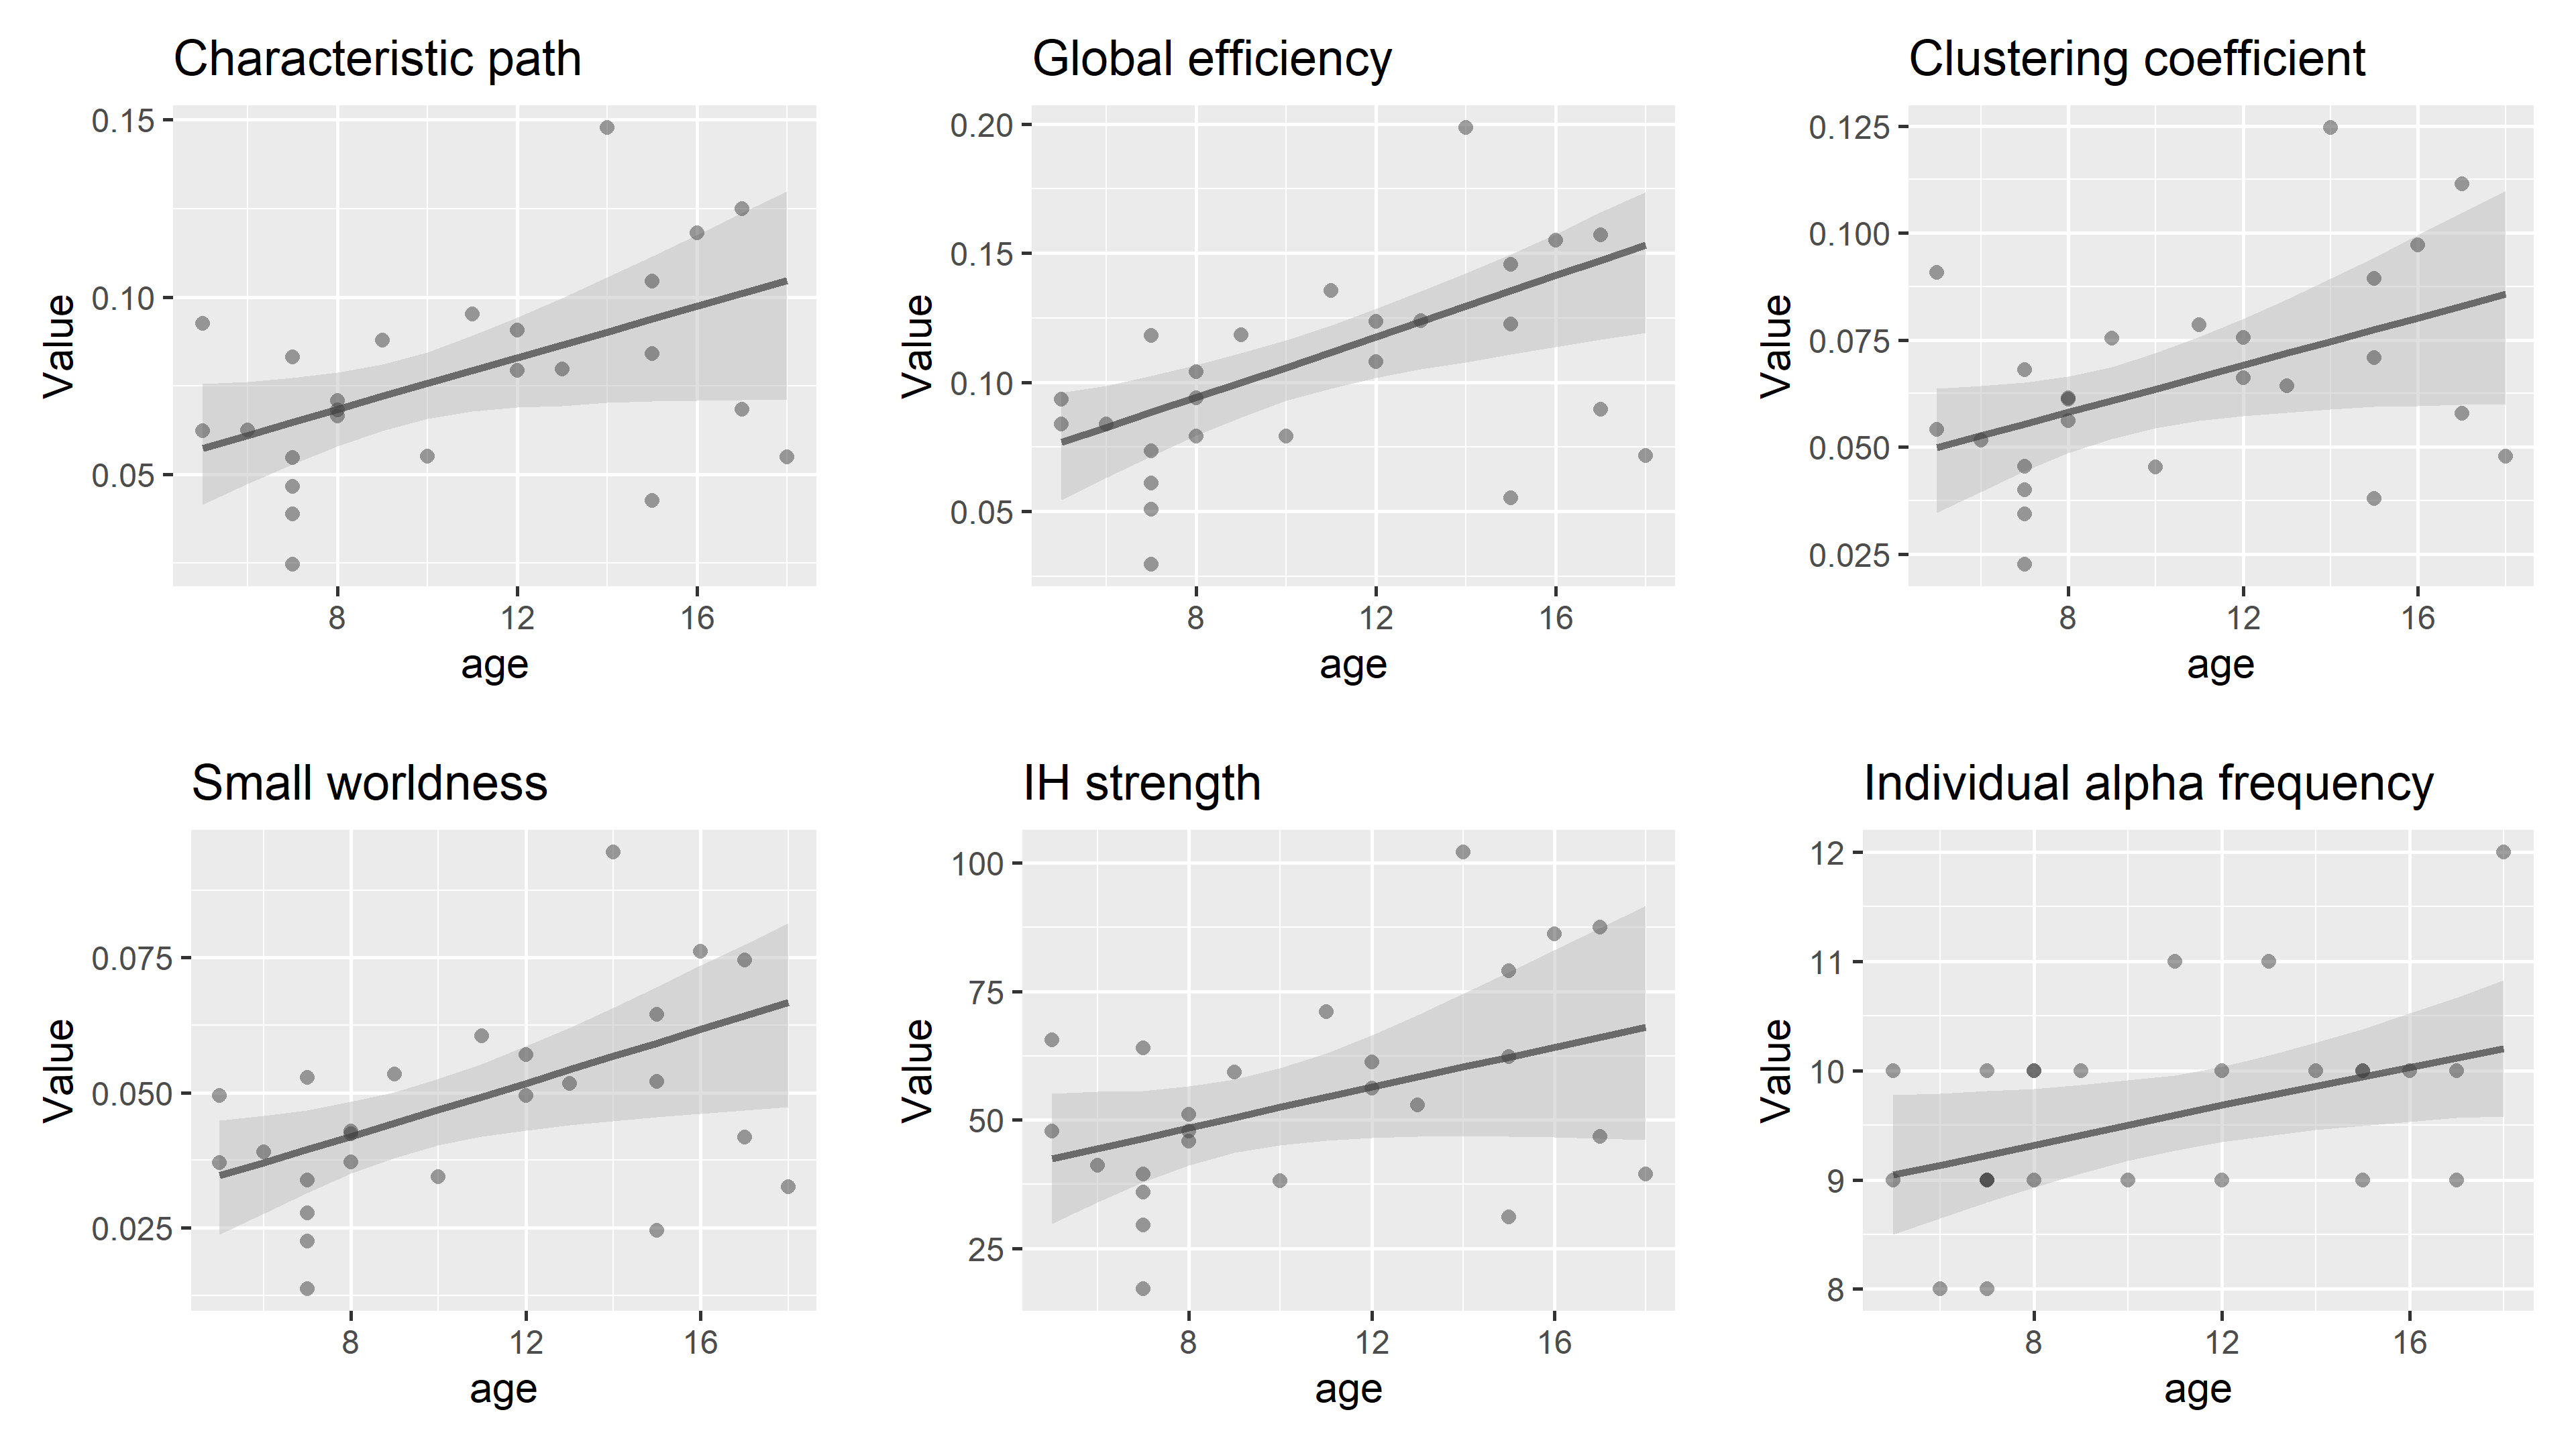 Characteristic path
Global efficiency
Clustering coefficient
0.15
0.10
0.05
Value
8
12
16
age
0.20
0.15
0.10
0.05
Value
8
12
16
age
0.125
0.100
0.075
0.050
0.025
Value
8
12
16
age
Small worldness
IH strength
Individual alpha frequency
0.075
0.050
0.025
Value
8
12
16
age
100
75
50
25
Value
8
12
16
age
12
11
10
9
8
Value
8
12
16
age